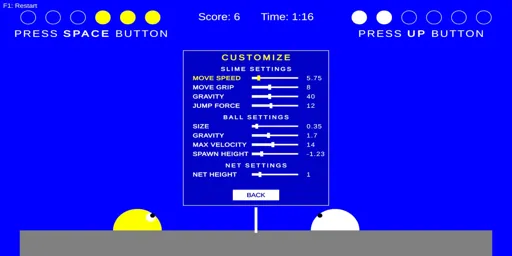 F1: Restart
Score: 6 Time: 1:16
PRESS SPACE BUTTON
PRESS UP BUTTON
CUSTOMIZE
SLIME SETTINGS
MOVE SPEED 5.75
MOVE GRIP 8
GRAVITY 40
JUMP FORCE 12
BALL SETTINGS
SIZE 0.35
GRAVITY 1.7
MAX VELOCITY 14
SPAWN HEIGHT -1.23
NET SETTINGS
NET HEIGHT 1
BACK